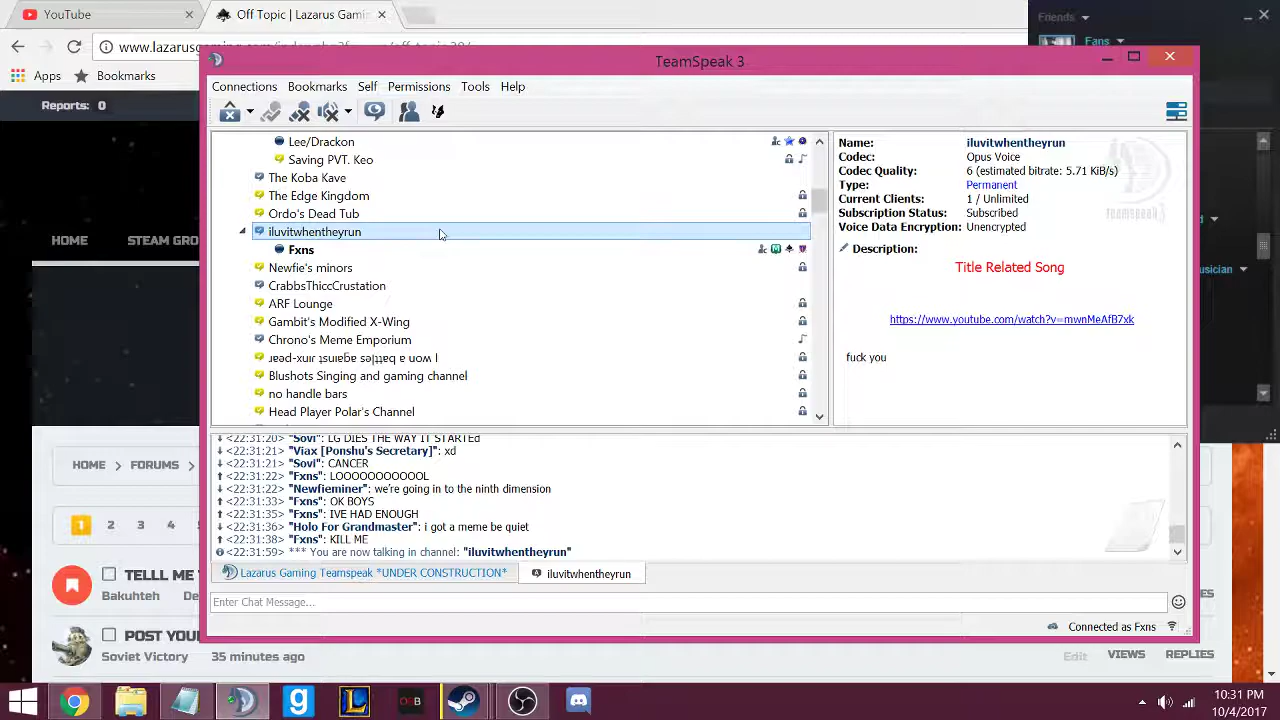 YouTube
Off Topic | Lazarus Gami
Friends
Fans
Apps
Bookmarks
Reports: 0
HOME
STEAM GRO
TeamSpeak 3
Connections Bookmarks Self Permissions Tools Help
Lee/Drackon
Saving PVT. Keo
The Koba Kave
The Edge Kingdom
Ordo's Dead Tub
iluvitwhentheyrun
Fxns
Newfie's minors
CrabbsThiccCrustation
ARF Lounge
Gambit's Modified X-Wing
Chrono's Meme Emporium
Blushots Singing and gaming channel
no handle bars
Head Player Polar's Channel
Name: iluvitwhentheyrun
Codec: Opus Voice
Codec Quality: 6 (estimated bitrate: 5.71 KiB/s)
Type: Permanent
Current Clients: 1 / Unlimited
Subscription Status: Subscribed
Voice Data Encryption: Unencrypted
Description:
Title Related Song
https://www.youtube.com/watch?v=mwnMeAfB7xk
fuck you
usician
<22:31:20> "Sovi": LG DIES THE WAY IT STARTEd
<22:31:21> "Viax [Ponshu's Secretary]": xd
<22:31:21> "Sovi": CANCER
<22:31:22> "Fxns": LOOOOOOOOOOL
"Newfieminer": we're going in to the ninth dimension
<22:31:33> "Fxns": OK BOYS
<22:31:35> "Fxns": IVE HAD ENOUGH
<22:31:36> "Holo For Grandmaster": i got a meme be quiet
<22:31:38> "Fxns": KILL ME
<22:31:59> *** You are now talking in channel: "iluvitwhentheyrun"
Lazarus Gaming Teamspeak *UNDER CONSTRUCTION*
iluvitwhentheyrun
Enter Chat Message...
Connected as Fxns
HOME > FORUMS >
1 2 3 4
TELLL ME
Bakuhteh
POST YOU
Soviet Victory 35 minutes ago
Edit VIEWS REPLIES
10:31 PM
10/4/2017